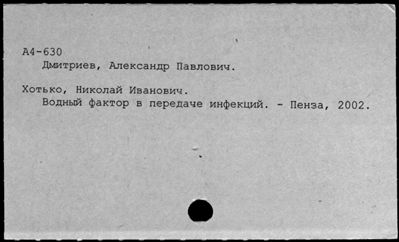 А4-630
Дмитриев, Александр Павлович.
Хотько, Николай Иванович.
Водный фактор в передаче инфекций. - Пенза, 2002.